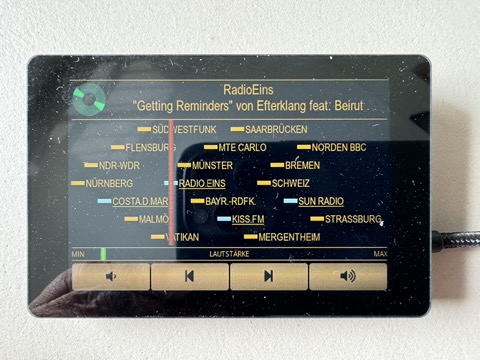 RadioEins
"Getting Reminders" von Efterklang feat. Beirut
SÜDWESTFUNK SAARBRÜCKEN
FLENSBURG MTE CARLO NORDEN BBC
NDR-WDR MÜNSTER BREMEN
NÜRNBERG RADIO EINS SCHWEIZ
COSTA.D.MAR BAYR.-RDFK. SUN RADIO
MALMÖ KISS.FM STRASSBURG
VATIKAN MERGENTHEIM
MIN LAUTSTÄRKE MAX